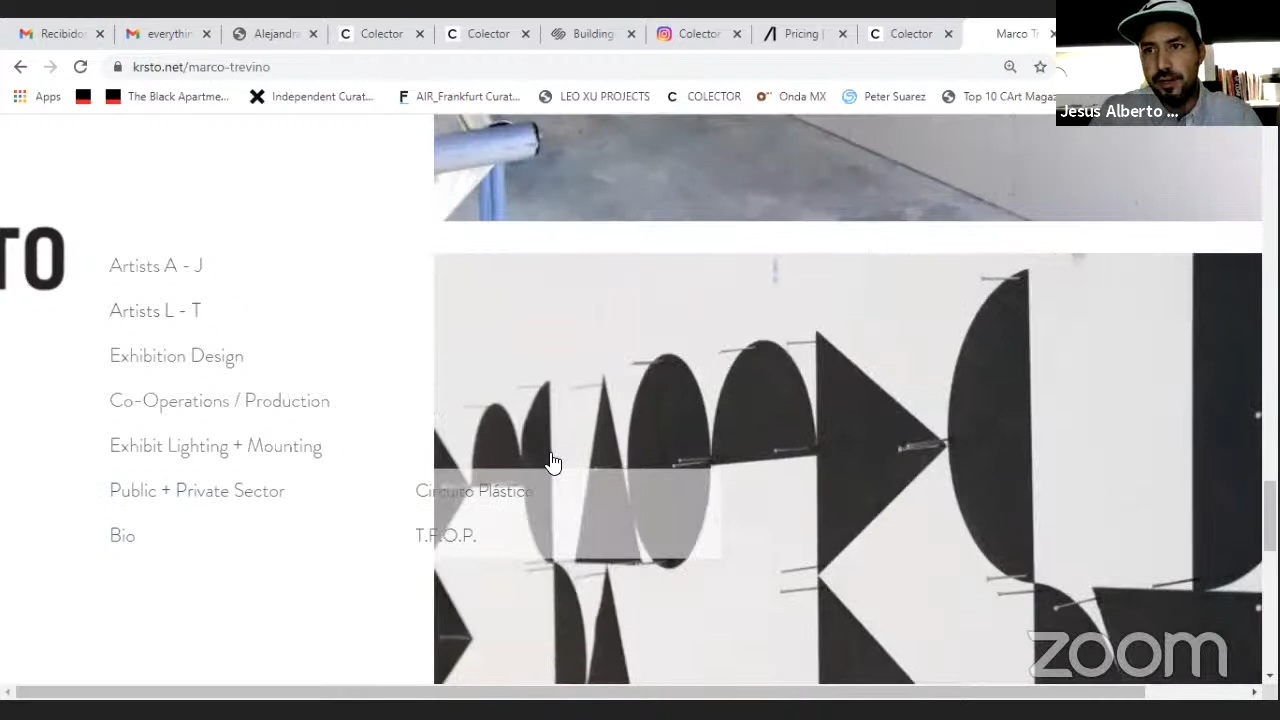 Recibidos
everythin
Alejandra
Colector
Colector
Building
Colector
Pricing |
Colector
Marco Tr
krsto.net/marco-trevino
Apps
The Black Apartme...
Independent Curat...
AIR_Frankfurt Curat...
LEO XU PROJECTS
COLECTOR
Onda MX
Peter Suarez
Top 10 CArt Magaz
Jesus Alberto ...
TO
Artists A - J
Artists L - T
Exhibition Design
Co-Operations / Production
Exhibit Lighting + Mounting
Public + Private Sector
Circuito Plástico
Bio
T.F.O.P.
zoom